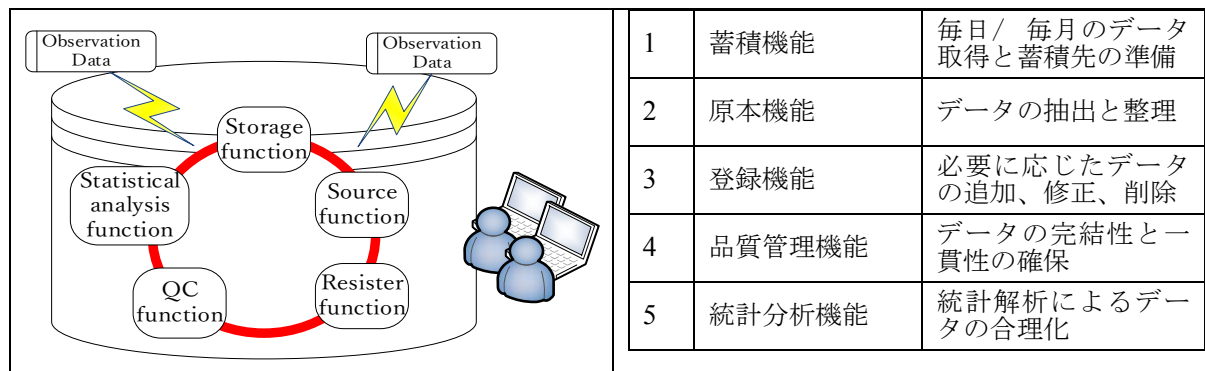 Observation
Data
Observation
Data
Storage
function
Statistical
analysis
function
Source
function
QC
function
Resister
function
1 蓄積機能 毎日/ 毎月のデータ
取得と蓄積先の準備
2 原本機能 データの抽出と整理
3 登録機能 必要に応じたデータ
の追加、修正、削除
4 品質管理機能 データの完結性と一
貫性の確保
5 統計分析機能 統計解析によるデー
タの合理化